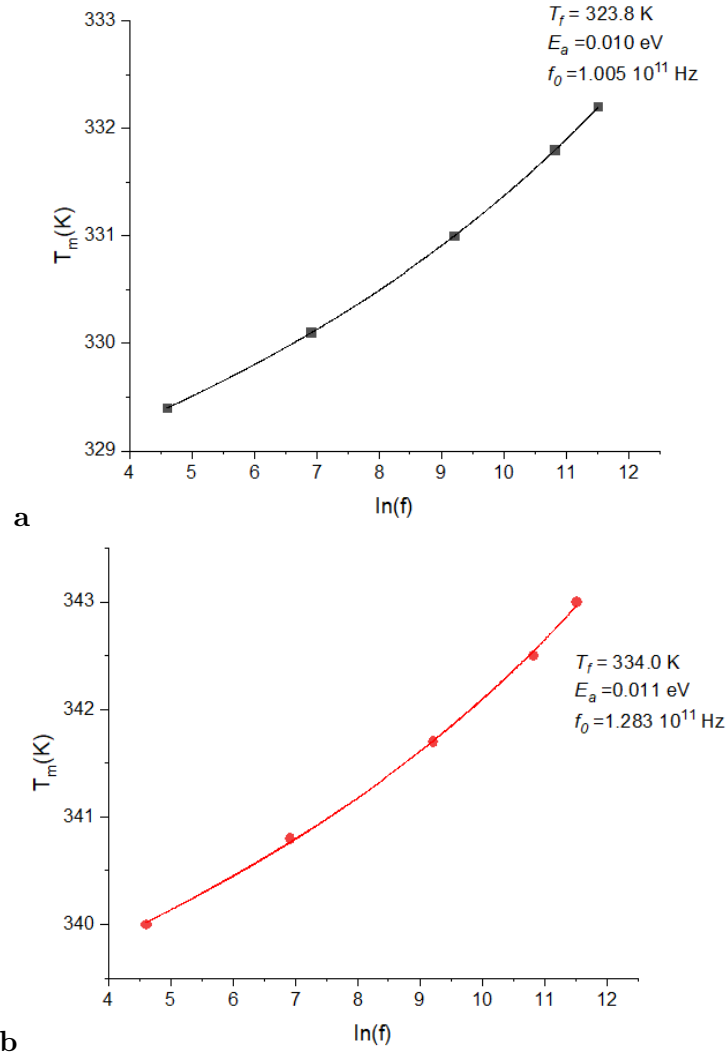 333
332
331
330
329
T_m(K)
T_f = 323.8 K
E_a =0.010 eV
f_0 =1.005 10^11 Hz
4 5 6 7 8 9 10 11 12
ln(f)
a
343
342
341
340
T_m(K)
T_f = 334.0 K
E_a =0.011 eV
f_0 =1.283 10^11 Hz
4 5 6 7 8 9 10 11 12
ln(f)
b